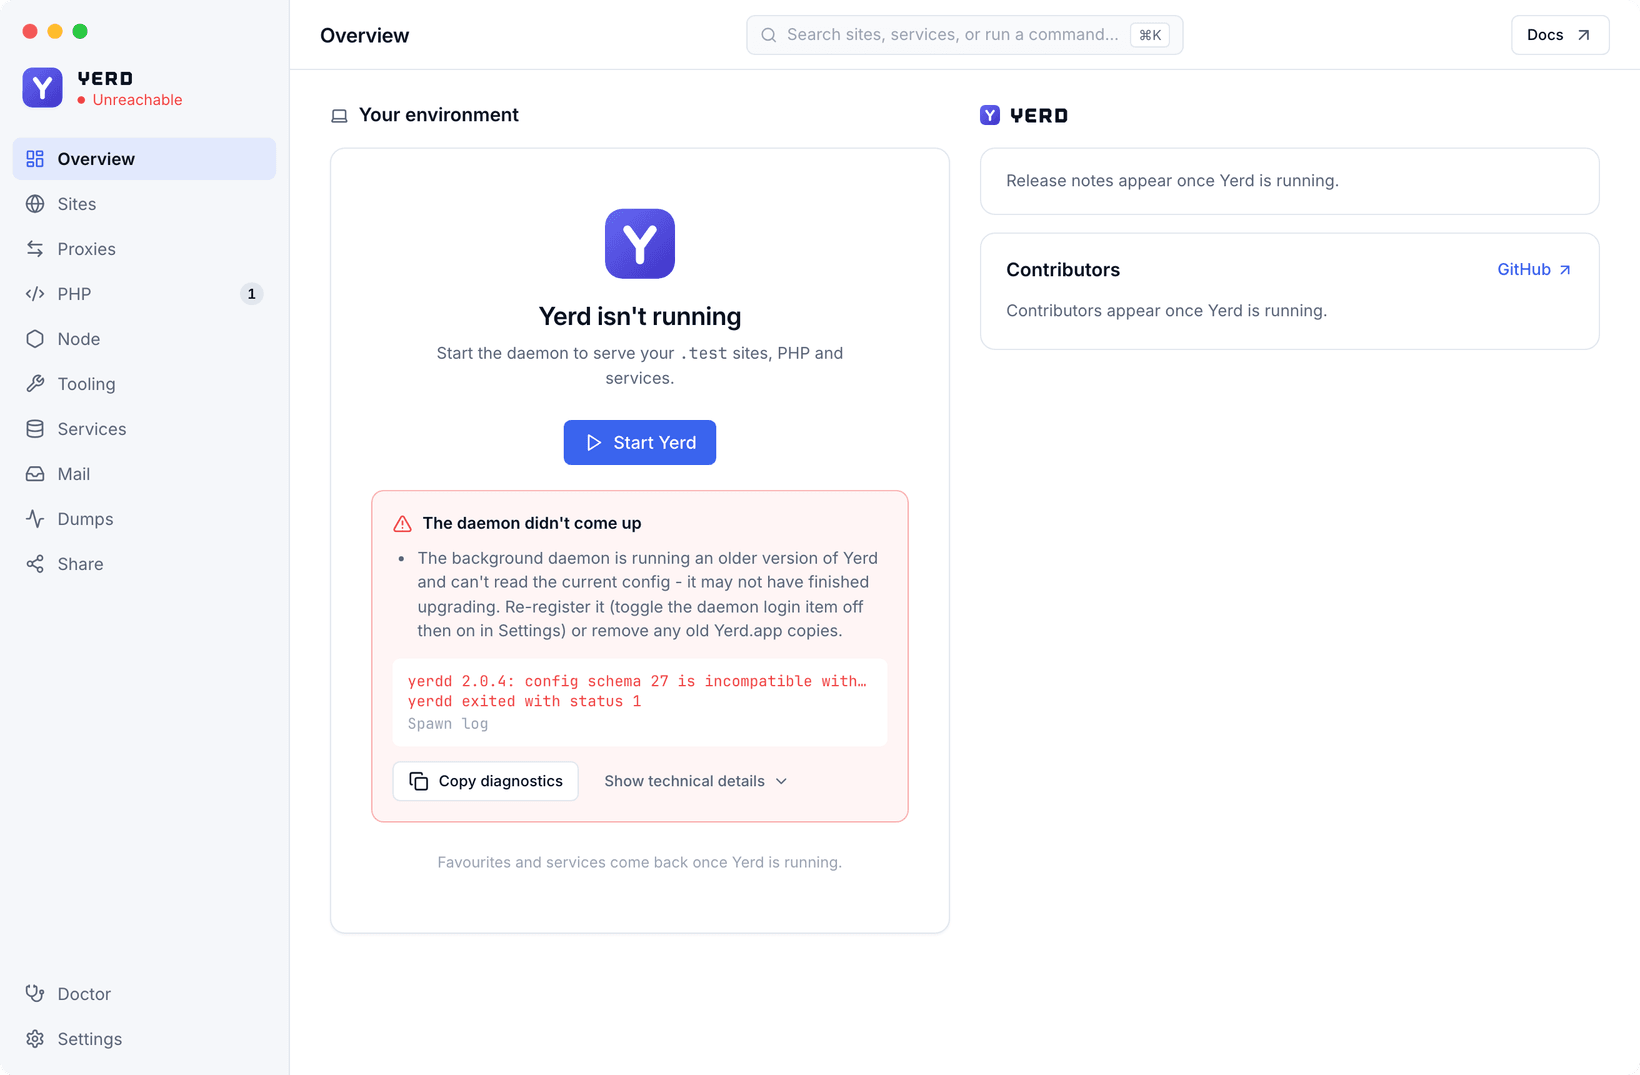 YERD
Unreachable
Overview
Sites
Proxies
PHP
1
Node
Tooling
Services
Mail
Dumps
Share
Doctor
Settings
Overview
Search sites, services, or run a command...
⌘K
Docs
Your environment
Y
Yerd isn't running
Start the daemon to serve your .test sites, PHP and
services.
Start Yerd
The daemon didn't come up
• The background daemon is running an older version of Yerd
and can't read the current config - it may not have finished
upgrading. Re-register it (toggle the daemon login item off
then on in Settings) or remove any old Yerd.app copies.
yerdd 2.0.4: config schema 27 is incompatible with…
yerdd exited with status 1
Spawn log
Copy diagnostics
Show technical details
Favourites and services come back once Yerd is running.
YERD
Release notes appear once Yerd is running.
Contributors
GitHub
Contributors appear once Yerd is running.